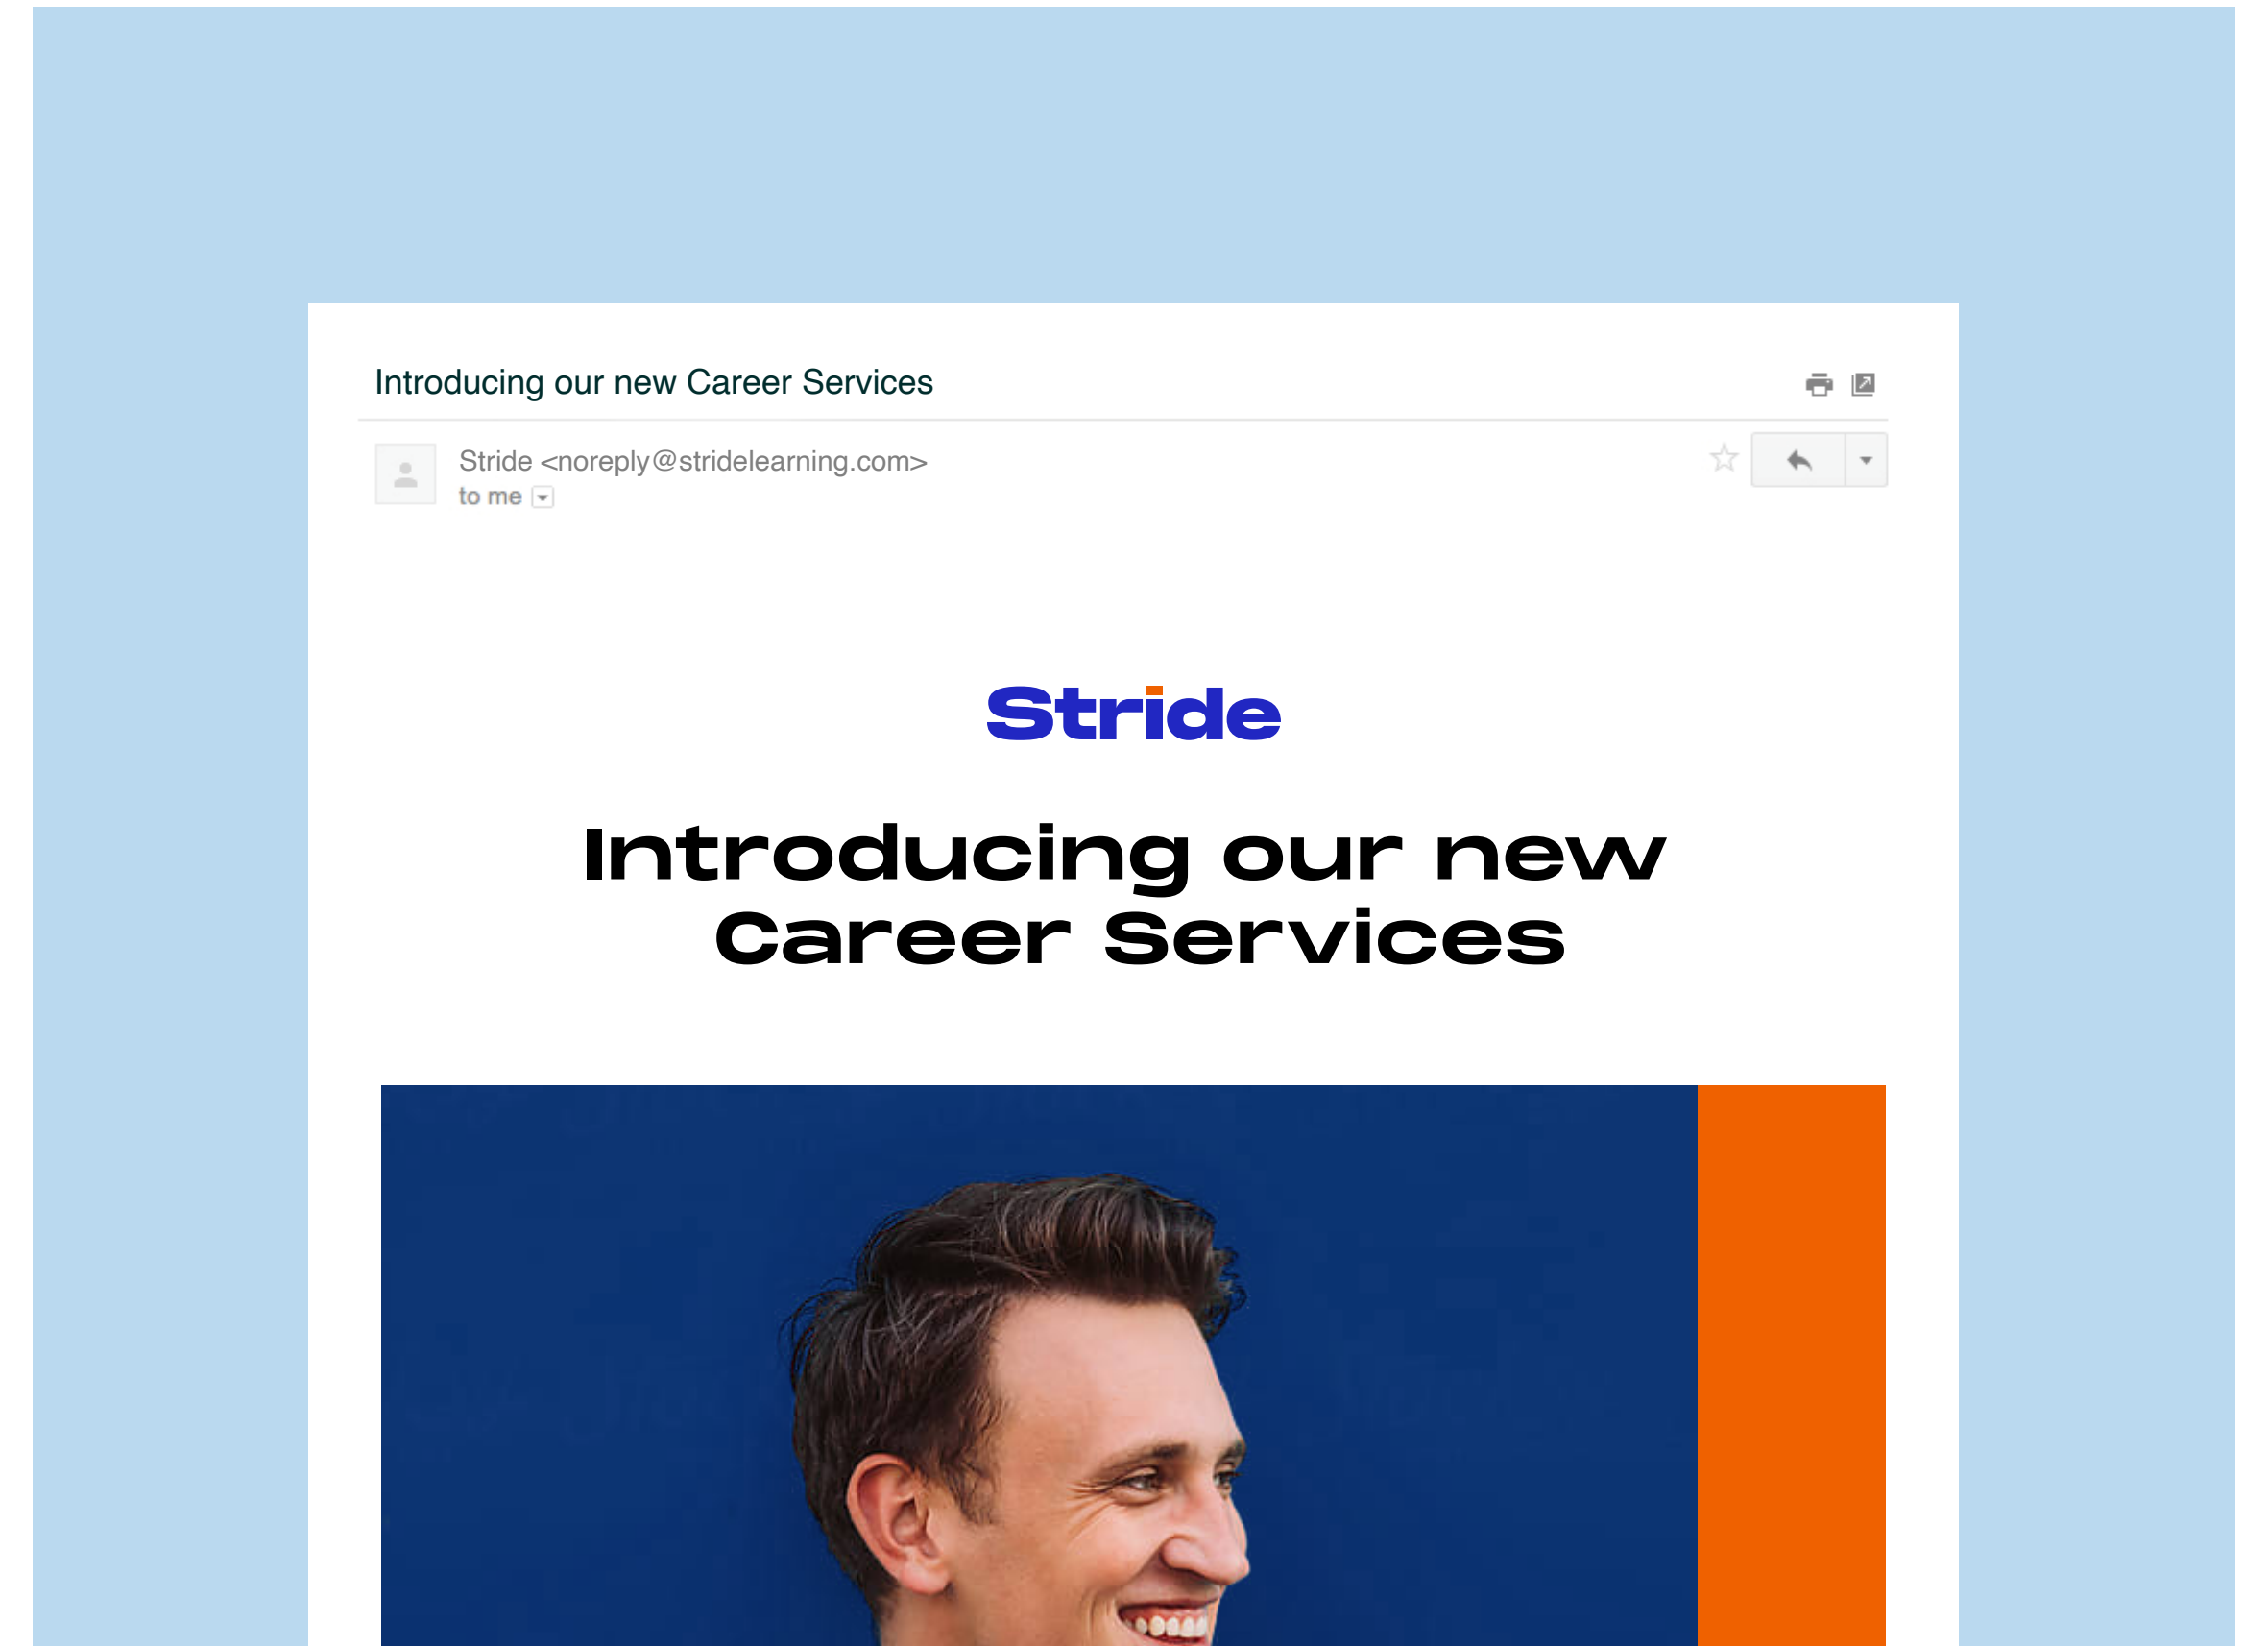 Introducing our new Career Services
Stride <noreply@stridelearning.com>
to me
Stride
Introducing our new
Career Services